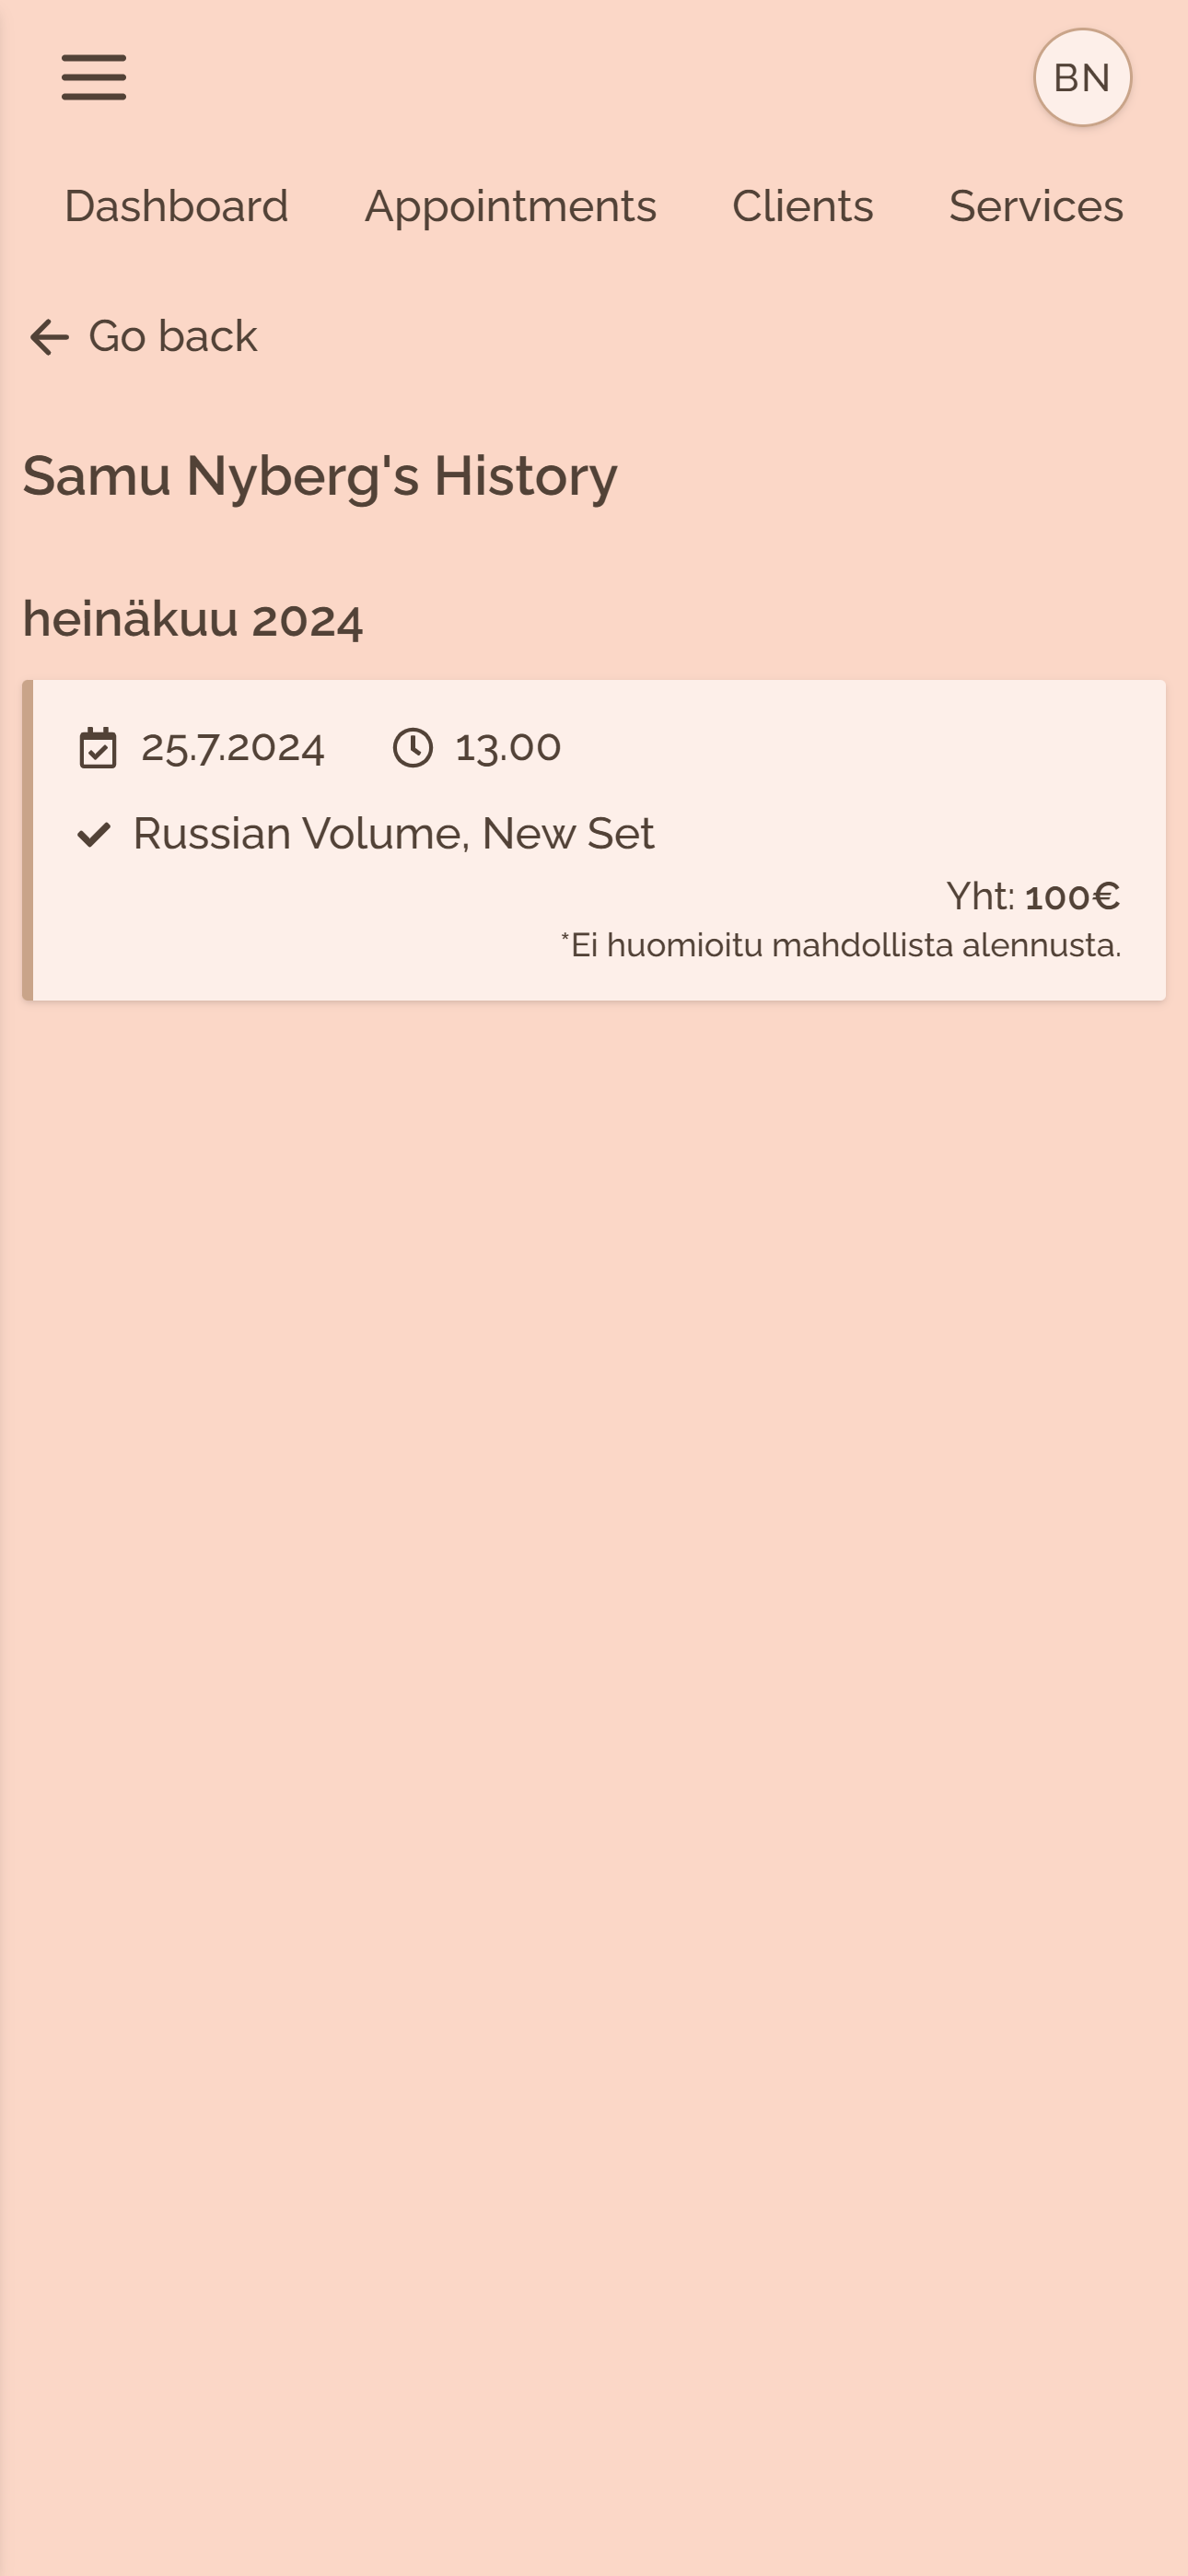 BN
Dashboard Appointments Clients Services
Go back
Samu Nyberg's History
heinäkuu 2024
25.7.2024 13.00
Russian Volume, New Set
Yht: 100€
*Ei huomioitu mahdollista alennusta.